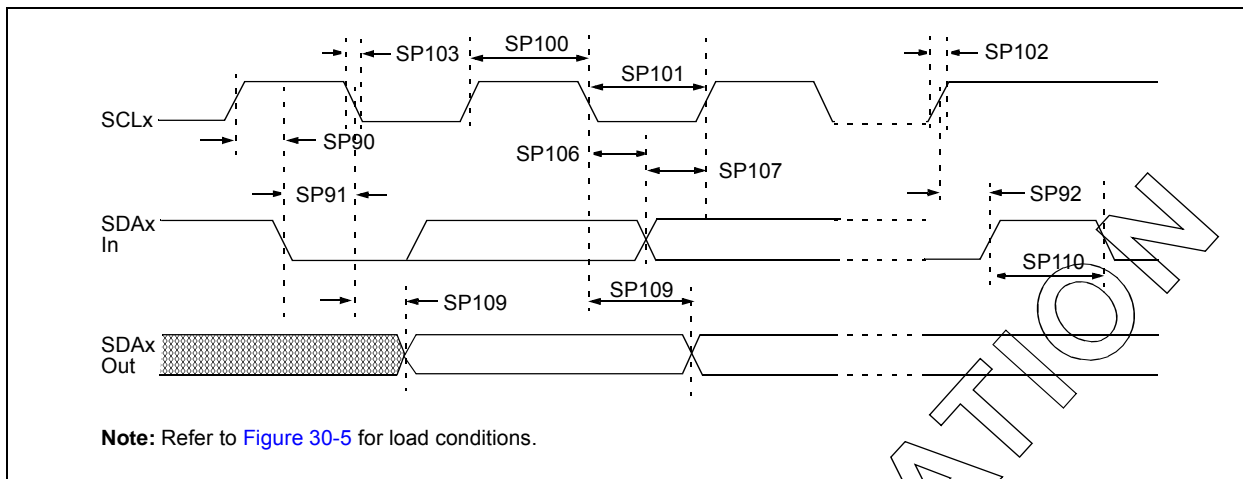 SP103
SP100
SP101
SP102
SCLx
SP90
SP106
SP107
SP91
SP92
SDAx
In
SP110
SP109
SP109
SDAx
Out
Note: Refer to Figure 30-5 for load conditions.
ATION